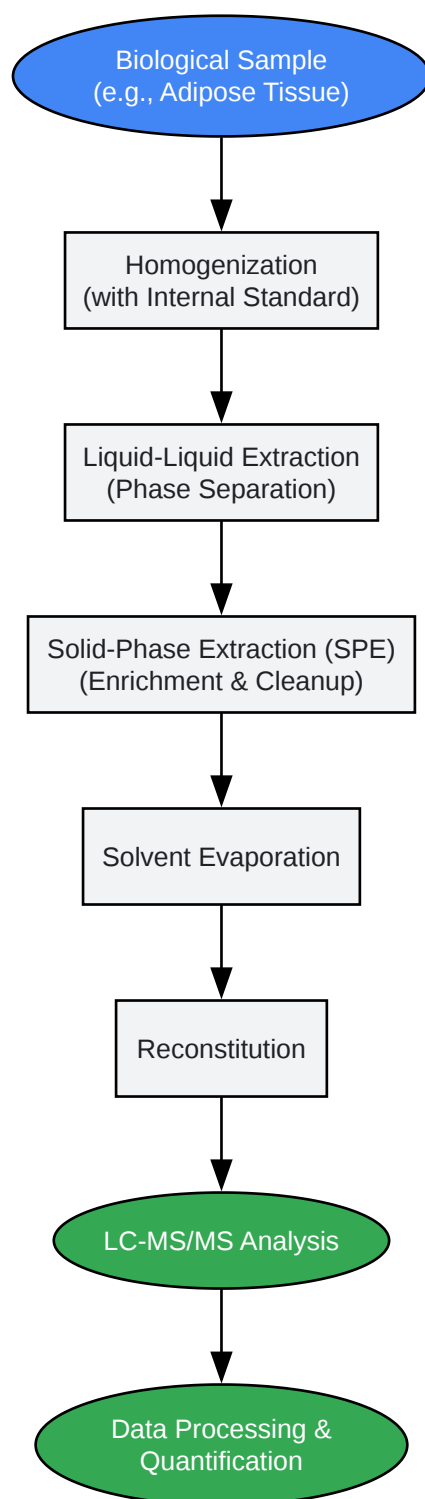 Biological Sample
(e.g., Adipose Tissue)
Homogenization
(with Internal Standard)
Liquid-Liquid Extraction
(Phase Separation)
Solid-Phase Extraction (SPE)
(Enrichment & Cleanup)
Solvent Evaporation
Reconstitution
LC-MS/MS Analysis
Data Processing &
Quantification